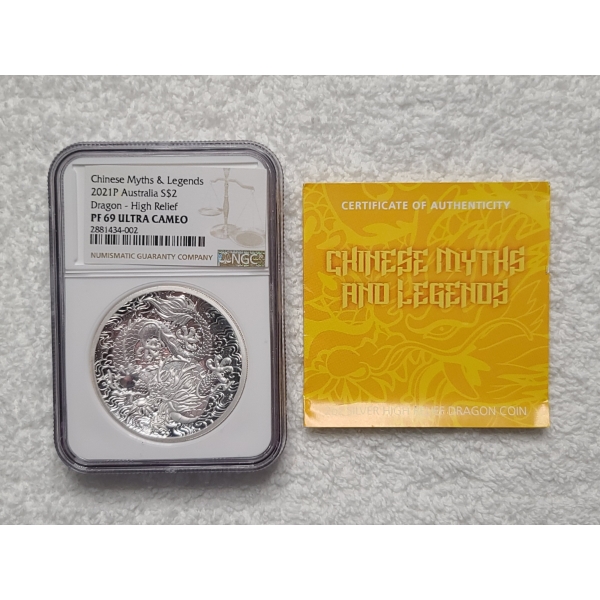 Chinese Myths & Legends
2021P Australia S$2
Dragon - High Relief
PF 69 ULTRA CAMEO
2881434-002
NUMISMATIC GUARANTY COMPANY
NGC
CERTIFICATE OF AUTHENTICITY
CHINESE MYTHS
AND LEGENDS
DRAGON COIN